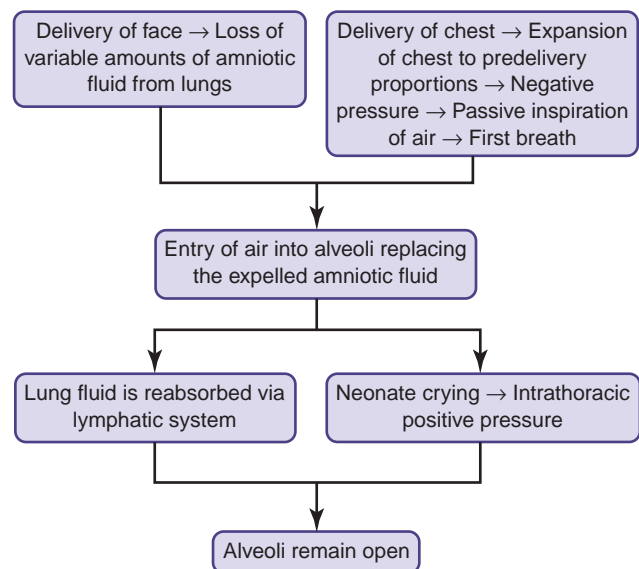 Delivery of face → Loss of
variable amounts of amniotic
fluid from lungs
Delivery of chest → Expansion
of chest to predelivery
proportions → Negative
pressure → Passive inspiration
of air → First breath
Entry of air into alveoli replacing
the expelled amniotic fluid
Lung fluid is reabsorbed via
lymphatic system
Neonate crying → Intrathoracic
positive pressure
Alveoli remain open